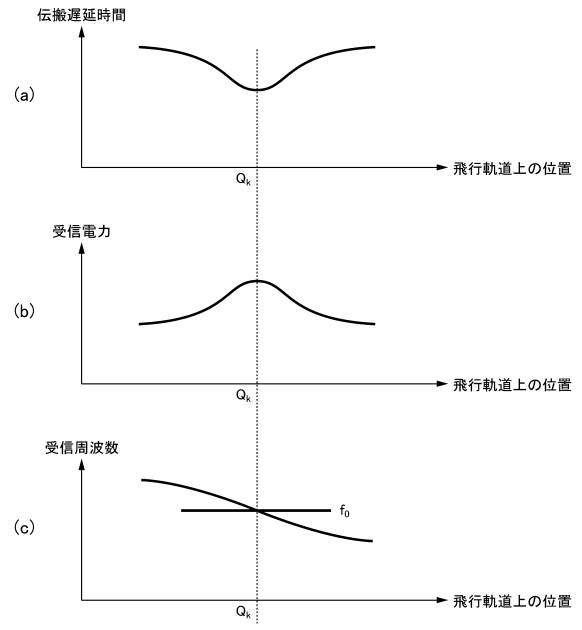 伝搬遅延時間
(a)
飛行軌道上の位置
Qk
受信電力
(b)
飛行軌道上の位置
Qk
受信周波数
f0
(c)
飛行軌道上の位置
Qk